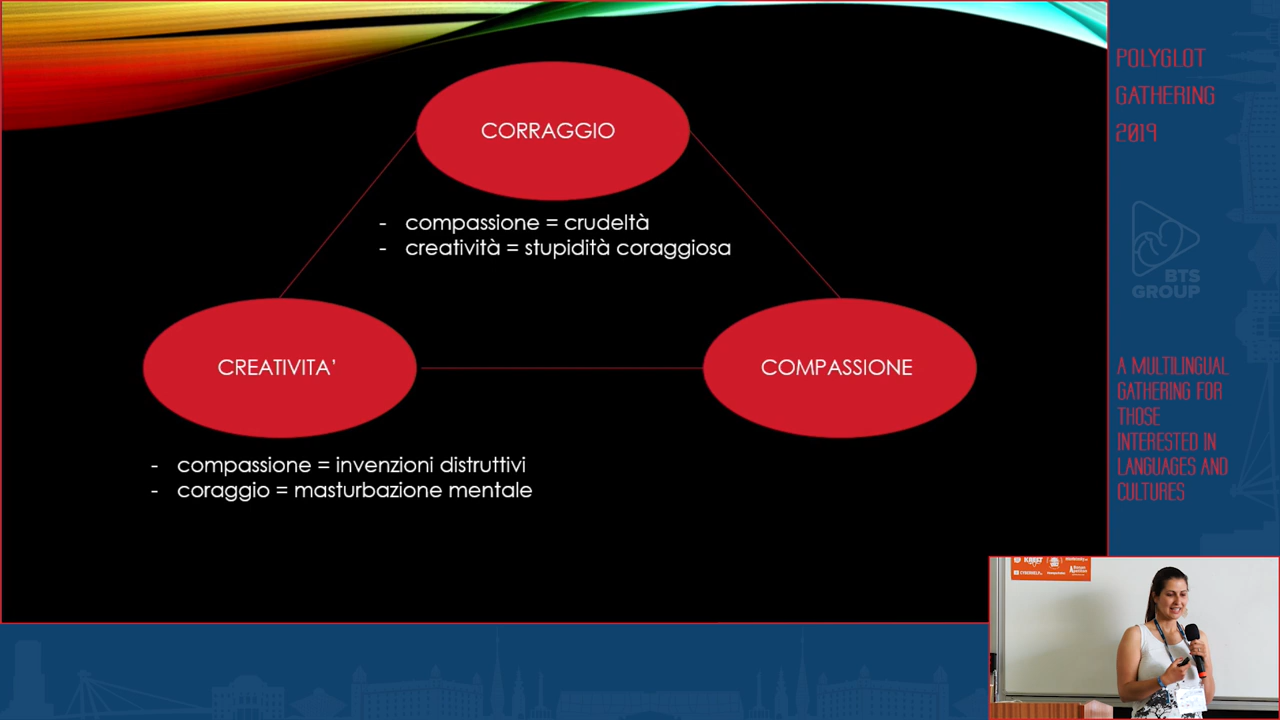 CORRAGGIO
- compassione = crudeltà
- creatività = stupidità coraggiosa
CREATIVITA'
COMPASSIONE
- compassione = invenzioni distruttivi
- coraggio = masturbazione mentale
POLYGLOT
GATHERING
2019
BTS
GROUP
A MULTILINGUAL
GATHERING FOR
THOSE
INTERESTED IN
LANGUAGES AND
CULTURES